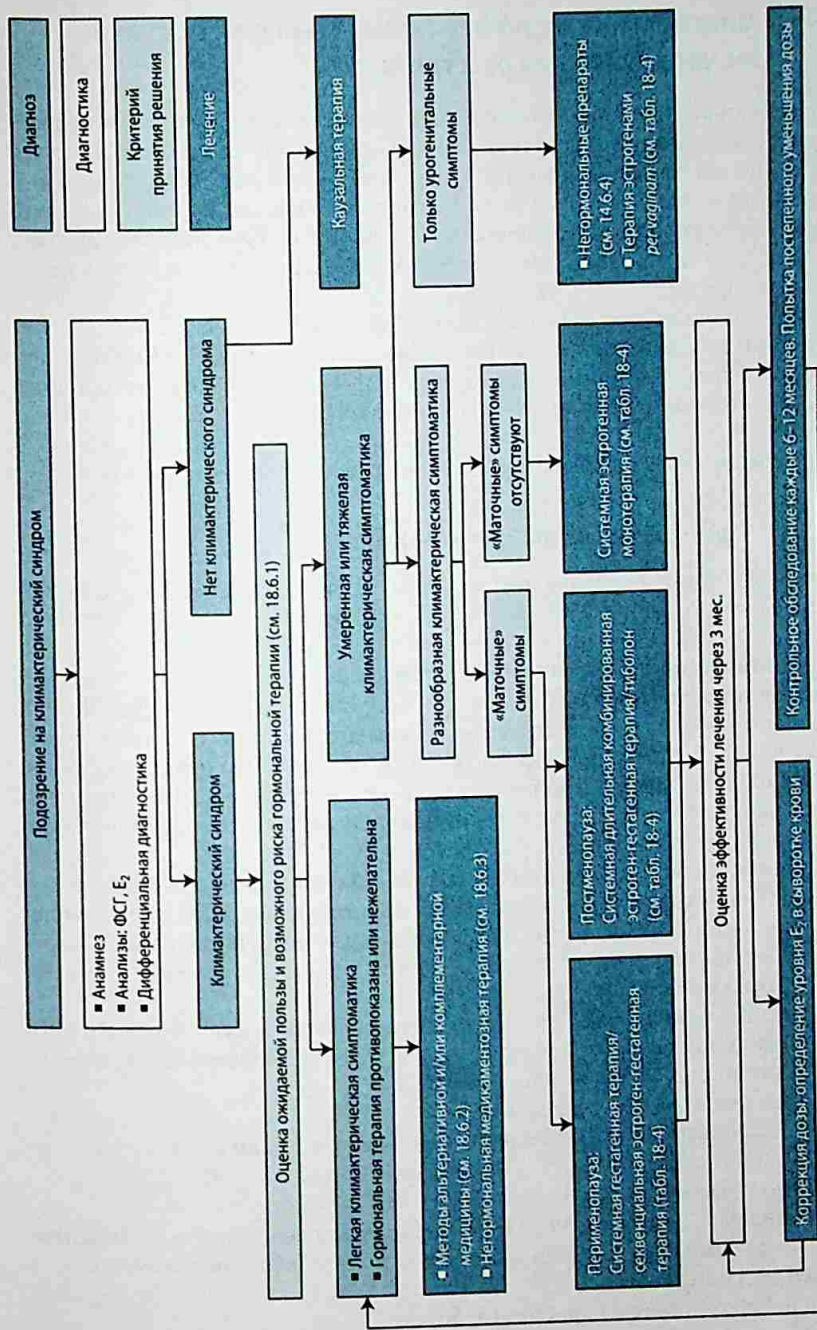 Подозрение на климактерический синдром
Диагноз
Диагностика
Критерий
принятия решения
Лечение
■ Анамнез
■ Анализы: ФСГ, E₂
■ Дифференциальная диагностика
Климактерический синдром
Нет климактерического синдрома
Оценка ожидаемой пользы и возможного риска гормональной терапии (см. 18.6.1)
Каузальная терапия
■ Легкая климактерическая симптоматика
■ Гормональная терапия противопоказана или нежелательна
Умеренная или тяжелая
климактерическая симптоматика
■ Методы альтернативной и/или комплементарной
медицины (см. 18.6.2)
■ Негормональная медикаментозная терапия (см. 18.6.3)
Разнообразная климактерическая симптоматика
Только урогенитальные
симптомы
«Маточные»
симптомы
«Маточные» симптомы
отсутствуют
Перименопауза:
Системная гестагенная терапия/
секвенциальная эстроген-гестагенная
терапия (табл. 18-4)
Постменопауза:
Системная длительная комбинированная
эстроген-гестагенная терапия/тиболон
(см. табл. 18-4)
Системная эстрогенная
монотерапия (см. табл. 18-4)
■ Негормональные препараты
(см. 14.6.4)
■ Терапия эстрогенами
per vaginam (см. табл. 18-4)
Оценка эффективности лечения через 3 мес.
Коррекция дозы, определение уровня E₂ в сыворотке крови
Контрольное обследование каждые 6–12 месяцев. Попытка постепенного уменьшения дозы